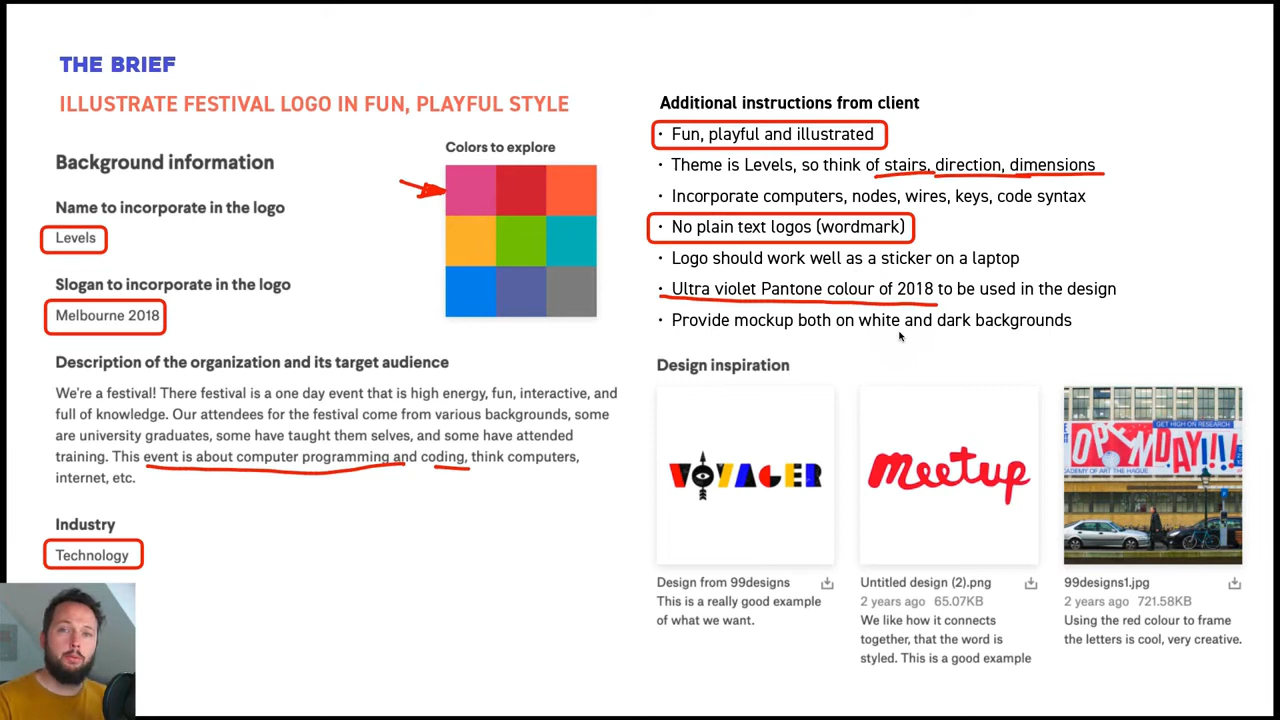 THE BRIEF
ILLUSTRATE FESTIVAL LOGO IN FUN, PLAYFUL STYLE
Background information
Name to incorporate in the logo
Levels
Slogan to incorporate in the logo
Melbourne 2018
Colors to explore
Description of the organization and its target audience
We're a festival! There festival is a one day event that is high energy, fun, interactive, and
full of knowledge. Our attendees for the festival come from various backgrounds, some
are university graduates, some have taught them selves, and some have attended
training. This event is about computer programming and coding, think computers,
internet, etc.
Industry
Technology
Additional instructions from client
· Fun, playful and illustrated
· Theme is Levels, so think of stairs, direction, dimensions
· Incorporate computers, nodes, wires, keys, code syntax
· No plain text logos (wordmark)
· Logo should work well as a sticker on a laptop
· Ultra violet Pantone colour of 2018 to be used in the design
· Provide mockup both on white and dark backgrounds
Design inspiration
VOYAGER
Design from 99designs
This is a really good example
of what we want.
meetup
Untitled design (2).png
2 years ago 65.07KB
We like how it connects
together, that the word is
styled. This is a good example
GET HIGH ON RESEARCH
OPEN DAY!!!
ACADEMY OF ART THE HAGUE
99designs1.jpg
2 years ago 721.58KB
Using the red colour to frame
the letters is cool, very creative.